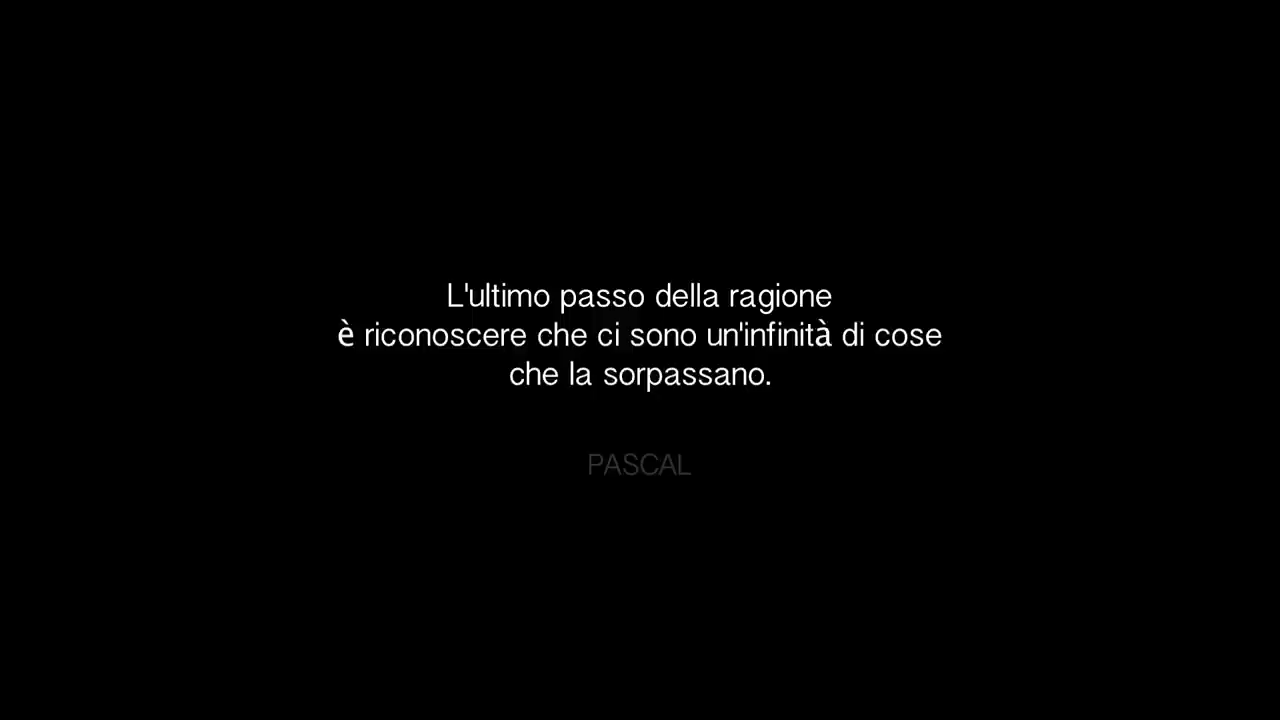 L'ultimo passo della ragione
è riconoscere che ci sono un'infinità di cose
che la sorpassano.
PASCAL